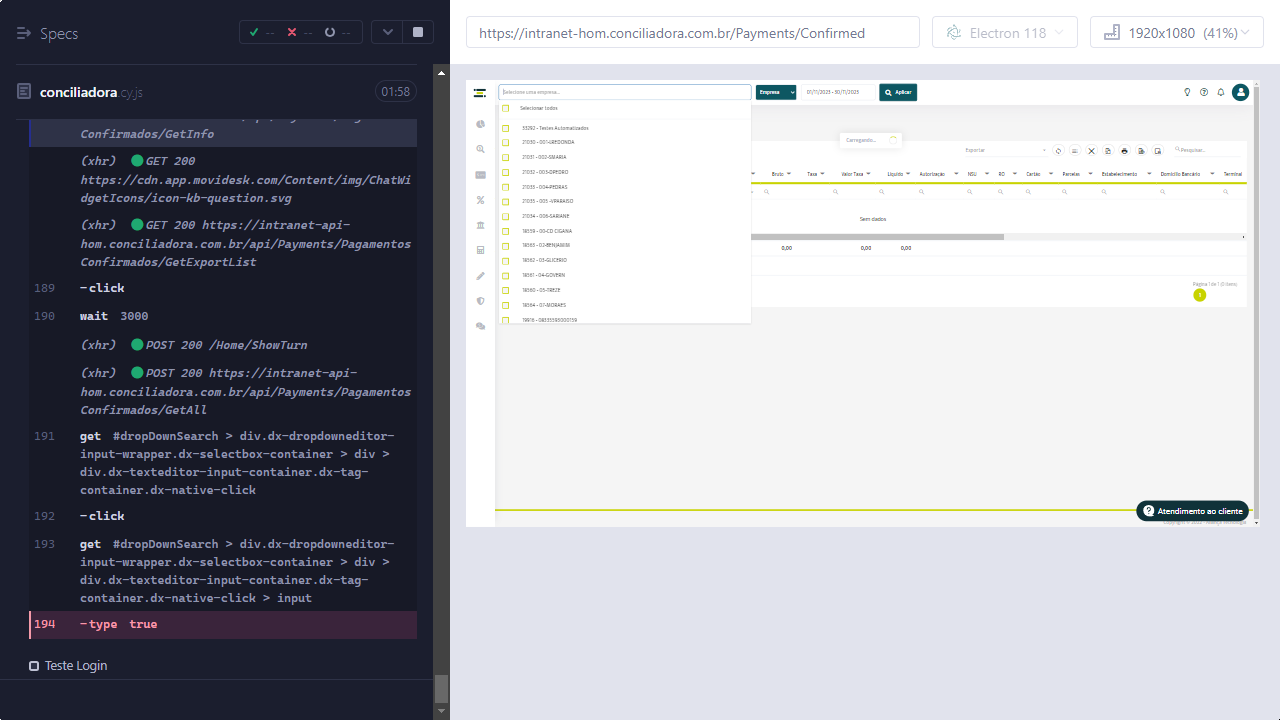 Specs
--
--
--
https://intranet-hom.conciliadora.com.br/Payments/Confirmed
Electron 118
1920x1080 (41%)
conciliadora.cy.js
01:58
Confirmados/GetInfo
(xhr) GET 200
https://cdn.app.movidesk.com/Content/img/ChatWi
dgetIcons/icon-kb-question.svg
(xhr) GET 200 https://intranet-api-
hom.conciliadora.com.br/api/Payments/Pagamentos
Confirmados/GetExportList
189 -click
190 wait 3000
(xhr) POST 200 /Home/ShowTurn
(xhr) POST 200 https://intranet-api-
hom.conciliadora.com.br/api/Payments/Pagamentos
Confirmados/GetAll
191 get #dropDownSearch > div.dx-dropdowneditor-
input-wrapper.dx-selectbox-container > div >
div.dx-texteditor-input-container.dx-tag-
container.dx-native-click
192 -click
193 get #dropDownSearch > div.dx-dropdowneditor-
input-wrapper.dx-selectbox-container > div >
div.dx-texteditor-input-container.dx-tag-
container.dx-native-click > input
194 -type true
Teste Login
Selecione uma empresa...
Empresa
01/11/2023 - 30/11/2023
Aplicar
Selecionar todos
53292 - Testes Automatizados
21030 - 001-LREDONDA
21031 - 002-SMARIA
21032 - 003-DPEDRO
21033 - 004-PEDRAS
21035 - 005-VPARAISO
21034 - 006-SARIANE
18559 - 00-CD CIGANA
18563 - 02-BENJAMIM
18562 - 03-GLICERIO
18561 - 04-GOVERN
18560 - 05-TREZE
18564 - 07-MORAES
Carregando...
Exportar
Pesquisar...
Bruto
Taxa
Valor Taxa
Líquido
Autorização
NSU
RO
Cartão
Parcelas
Estabelecimento
Domicílio Bancário
Terminal
Sem dados
0,00
0,00
0,00
Página 1 de 1 (0 itens)
1
Atendimento ao cliente